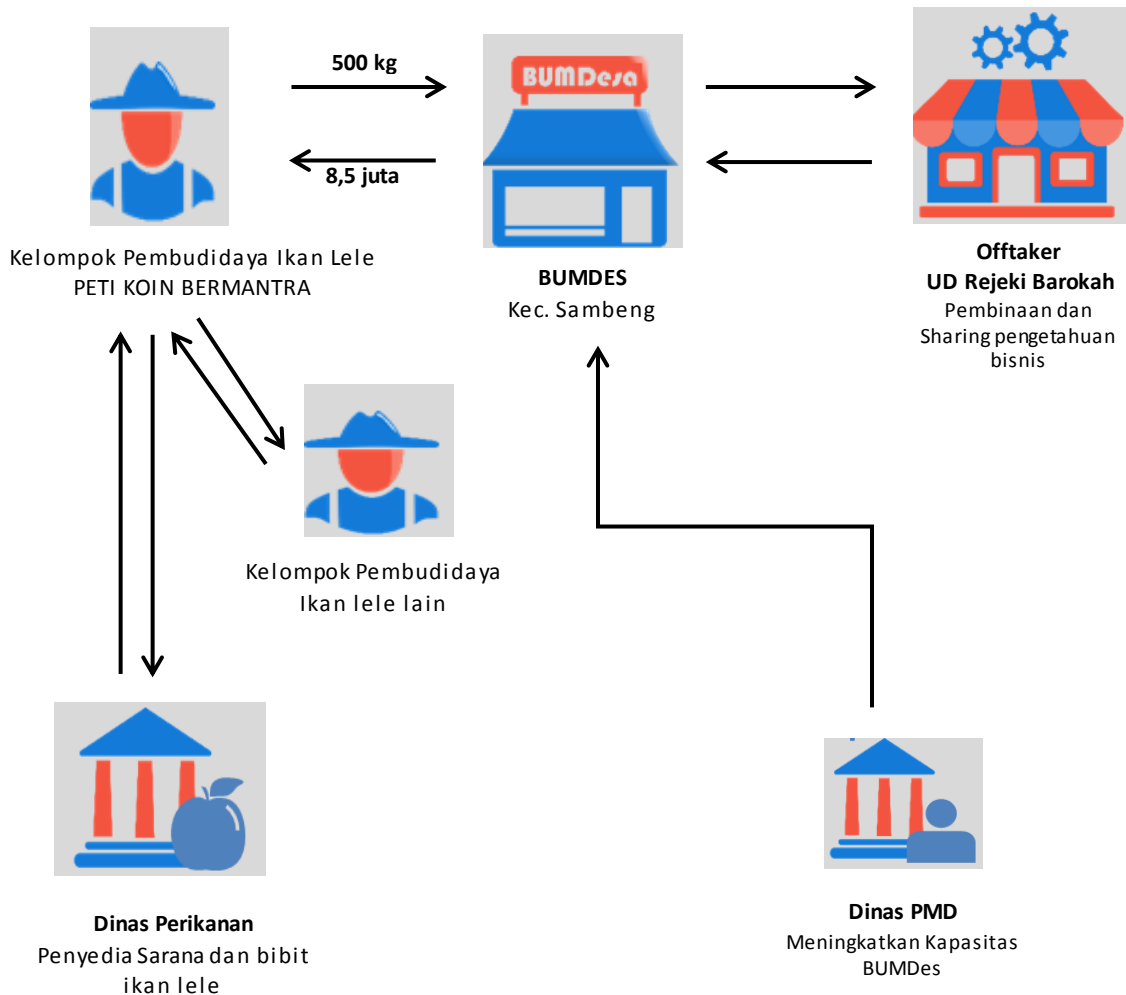 500 kg
8,5 juta
BUMDesa
Kelompok Pembudidaya Ikan Lele
PETI KOIN BERMANTRA
BUMDES
Kec. Sambeng
Offtaker
UD Rejeki Barokah
Pembinaan dan
Sharing pengetahuan
bisnis
Kelompok Pembudidaya
Ikan lele lain
Dinas Perikanan
Penyedia Sarana dan bibit
ikan lele
Dinas PMD
Meningkatkan Kapasitas
BUMDes